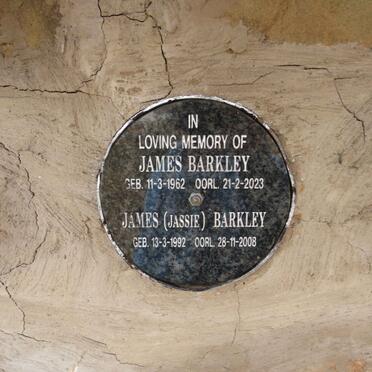 IN
LOVING MEMORY OF
JAMES BARKLEY
GEB. 11-3-1962 OORL. 21-2-2023
JAMES (JASSIE) BARKLEY
GEB. 13-3-1992 OORL. 28-11-2008